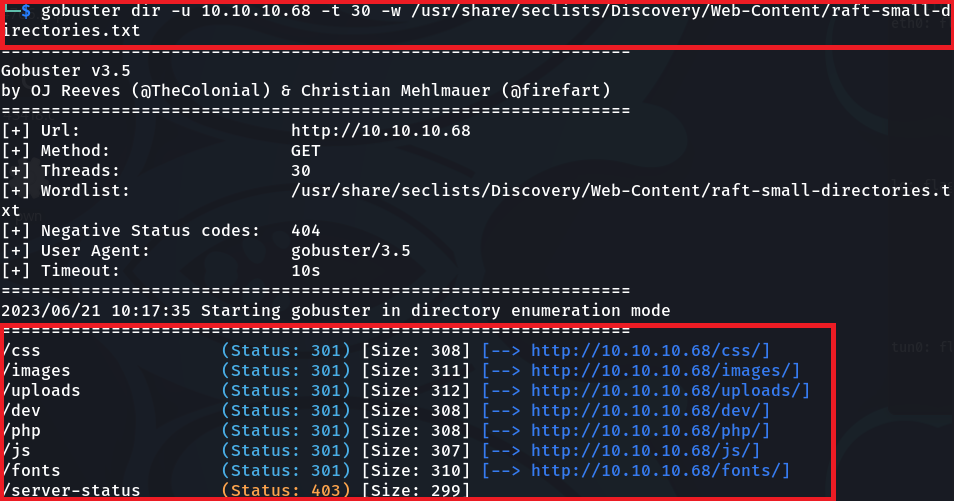 $ gobuster dir -u 10.10.10.68 -t 30 -w /usr/share/seclists/Discovery/Web-Content/raft-small-d
irectories.txt
===============================================================
Gobuster v3.5
by OJ Reeves (@TheColonial) & Christian Mehlmauer (@firefart)
===============================================================
[+] Url:                     http://10.10.10.68
[+] Method:                  GET
[+] Threads:                 30
[+] Wordlist:                /usr/share/seclists/Discovery/Web-Content/raft-small-directories.t
xt
[+] Negative Status codes:   404
[+] User Agent:              gobuster/3.5
[+] Timeout:                 10s
===============================================================
2023/06/21 10:17:35 Starting gobuster in directory enumeration mode
===============================================================
/css                  (Status: 301) [Size: 308] [--> http://10.10.10.68/css/]
/images               (Status: 301) [Size: 311] [--> http://10.10.10.68/images/]
/uploads              (Status: 301) [Size: 312] [--> http://10.10.10.68/uploads/]
/dev                  (Status: 301) [Size: 308] [--> http://10.10.10.68/dev/]
/php                  (Status: 301) [Size: 308] [--> http://10.10.10.68/php/]
/js                   (Status: 301) [Size: 307] [--> http://10.10.10.68/js/]
/fonts                (Status: 301) [Size: 310] [--> http://10.10.10.68/fonts/]
/server-status        (Status: 403) [Size: 299]